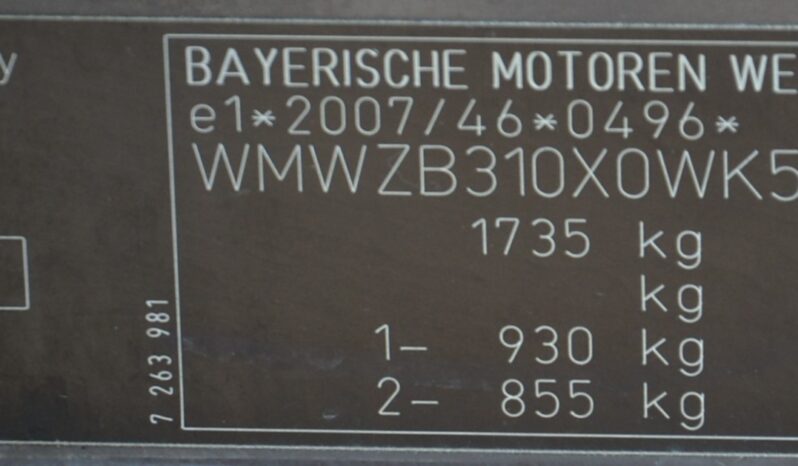 y
BAYERISCHE MOTOREN WE
e1*2007/46*0496*
WMWZB310X0WK5
1735 kg
kg
1- 930 kg
2- 855 kg
7 263 981